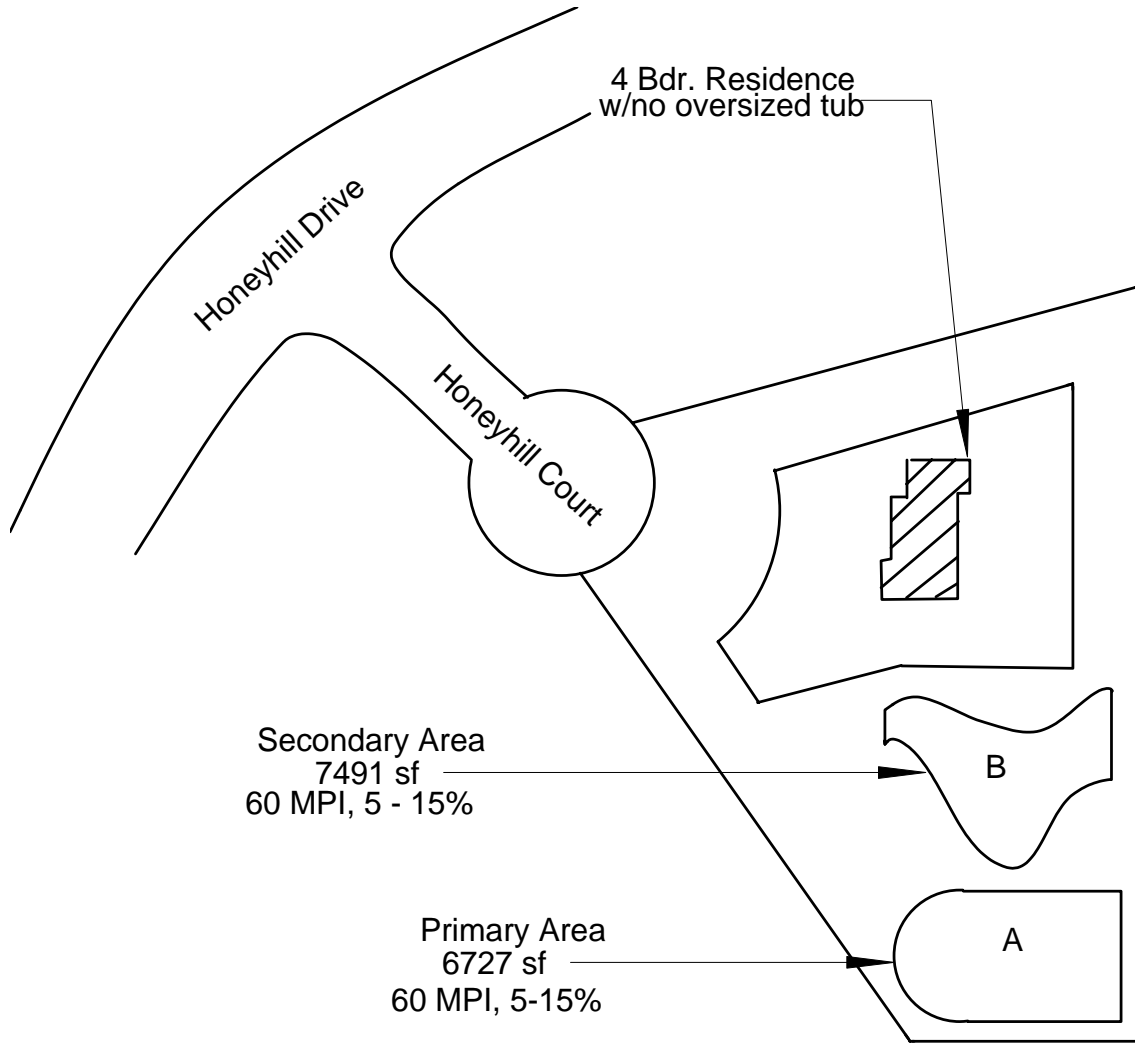 4 Bdr. Residence
w/no oversized tub
Honeyhill Drive
Honeyhill Court
Secondary Area
7491 sf
60 MPI, 5 - 15%
B
Primary Area
6727 sf
60 MPI, 5-15%
A